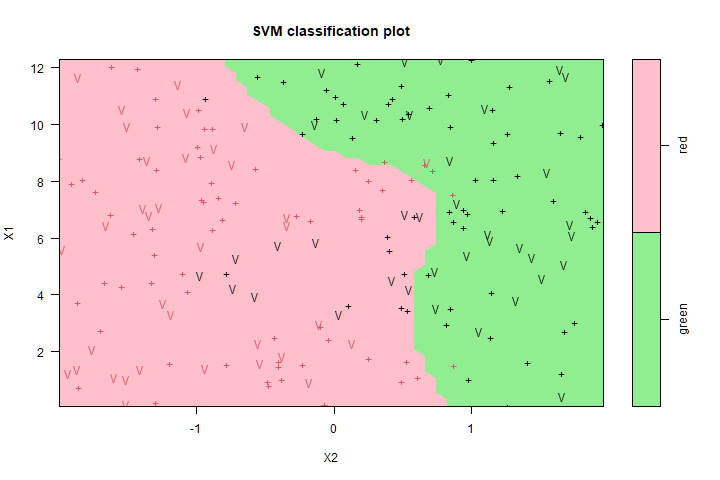 SVM classification plot
12
10
8
6
4
2
X1
-1
0
1
X2
red
green